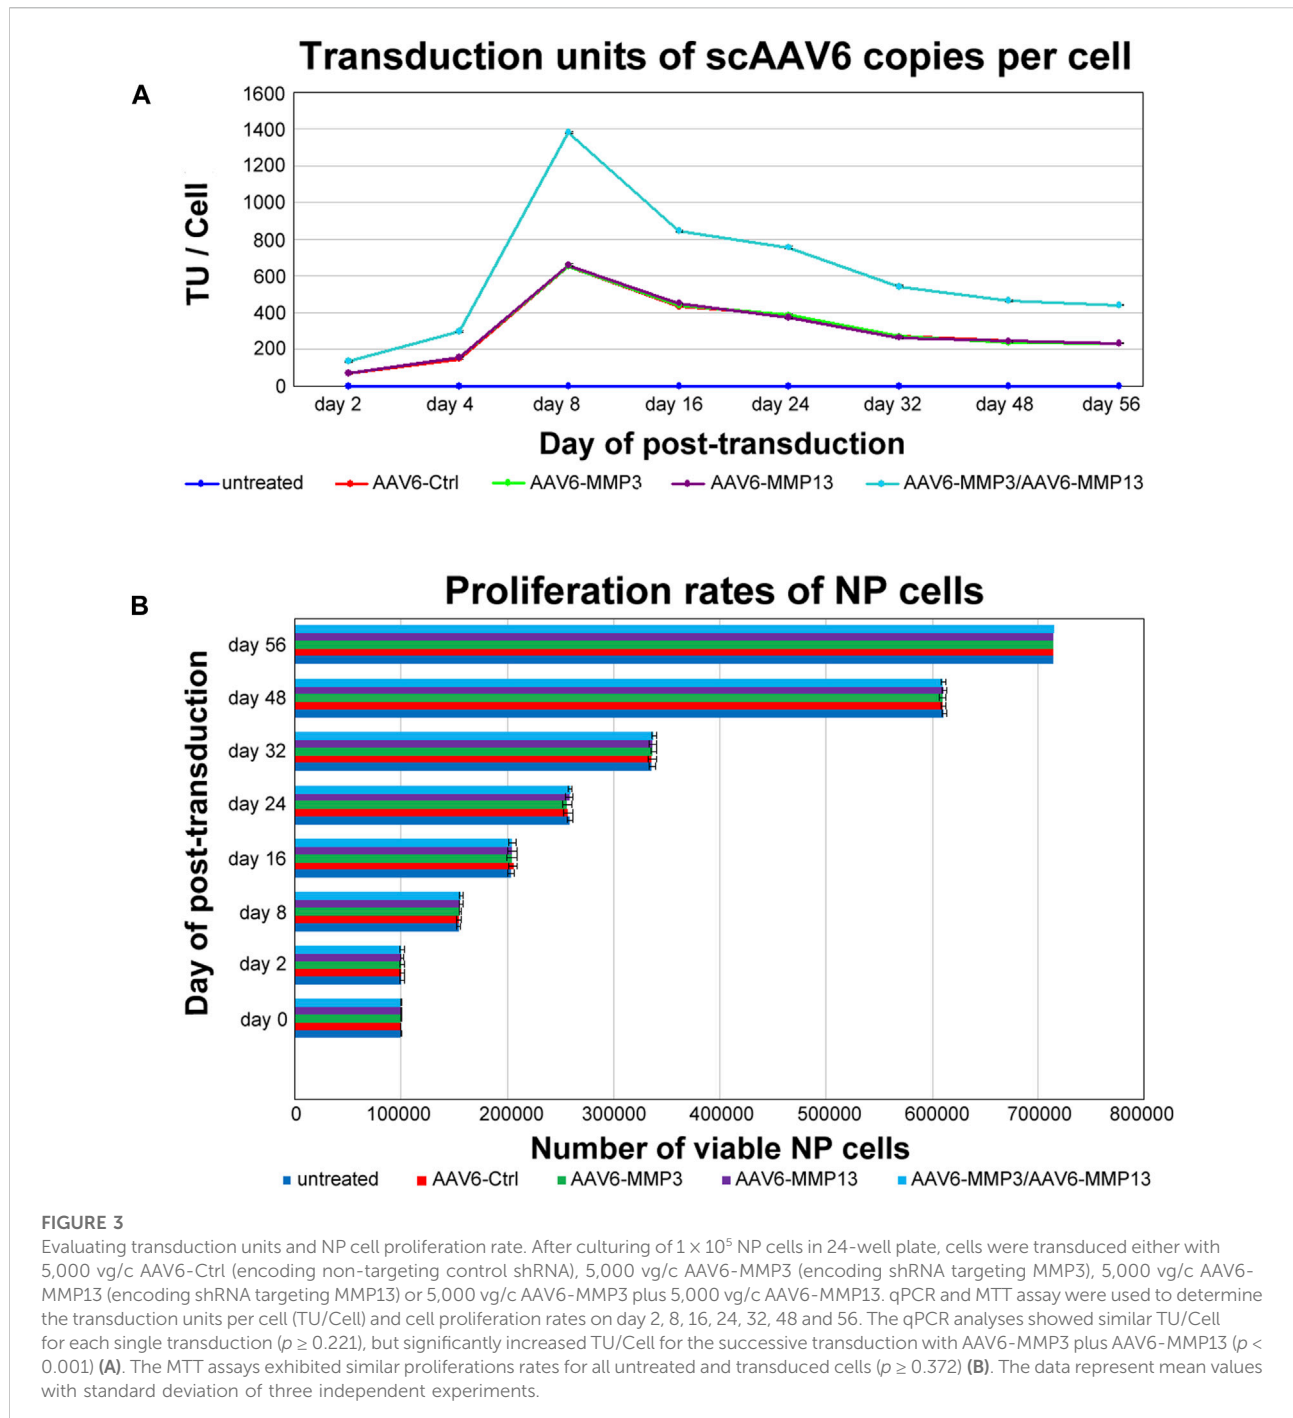 Transduction units of scAAV6 copies per cell
A
1600
1400
1200
1000
800
600
400
200
0
TU / Cell
day 2 day 4 day 8 day 16 day 24 day 32 day 48 day 56
Day of post-transduction
untreated AAV6-Ctrl AAV6-MMP3 AAV6-MMP13 AAV6-MMP3/AAV6-MMP13
Proliferation rates of NP cells
B
day 56
day 48
day 32
day 24
day 16
day 8
day 2
day 0
Day of post-transduction
0 100000 200000 300000 400000 500000 600000 700000 800000
Number of viable NP cells
untreated AAV6-Ctrl AAV6-MMP3 AAV6-MMP13 AAV6-MMP3/AAV6-MMP13
FIGURE 3
Evaluating transduction units and NP cell proliferation rate. After culturing of 1 × 10⁵ NP cells in 24-well plate, cells were transduced either with
5,000 vg/c AAV6-Ctrl (encoding non-targeting control shRNA), 5,000 vg/c AAV6-MMP3 (encoding shRNA targeting MMP3), 5,000 vg/c AAV6-
MMP13 (encoding shRNA targeting MMP13) or 5,000 vg/c AAV6-MMP3 plus 5,000 vg/c AAV6-MMP13. qPCR and MTT assay were used to determine
the transduction units per cell (TU/Cell) and cell proliferation rates on day 2, 8, 16, 24, 32, 48 and 56. The qPCR analyses showed similar TU/Cell
for each single transduction (p ≥ 0.221), but significantly increased TU/Cell for the successive transduction with AAV6-MMP3 plus AAV6-MMP13 (p <
0.001) (A). The MTT assays exhibited similar proliferations rates for all untreated and transduced cells (p ≥ 0.372) (B). The data represent mean values
with standard deviation of three independent experiments.